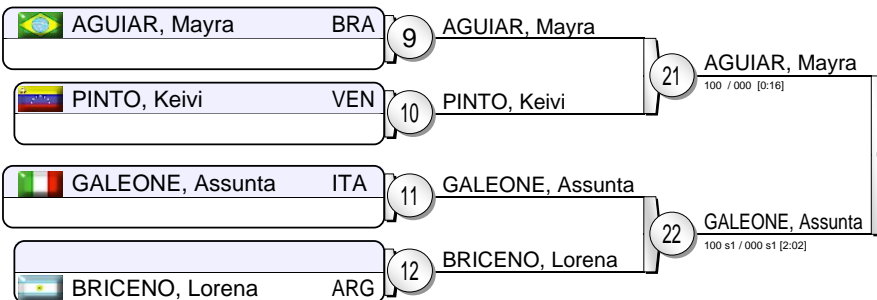 AGUIAR, Mayra BRA 9 AGUIAR, Mayra
21 AGUIAR, Mayra
100 / 000 [0:16]
PINTO, Keivi VEN 10 PINTO, Keivi
GALEONE, Assunta ITA 11 GALEONE, Assunta
22 GALEONE, Assunta
100 s1 / 000 s1 [2:02]
12 BRICENO, Lorena
BRICENO, Lorena ARG